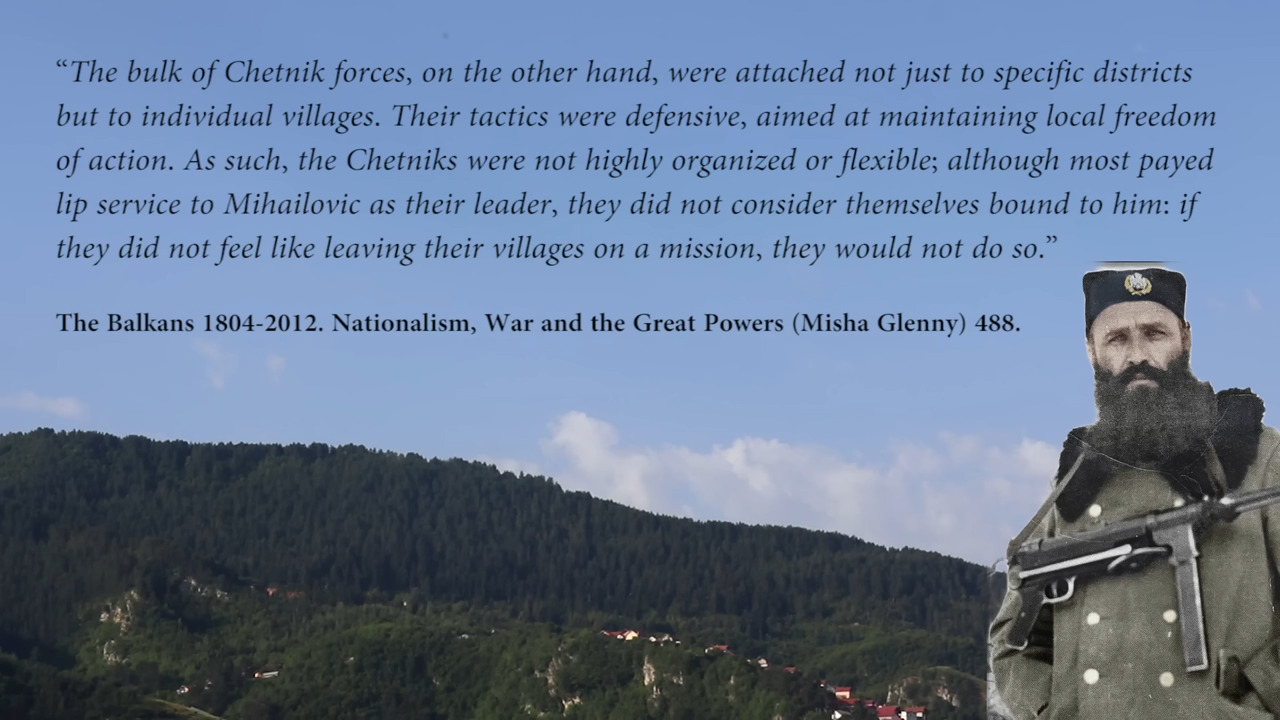 “The bulk of Chetnik forces, on the other hand, were attached not just to specific districts
but to individual villages. Their tactics were defensive, aimed at maintaining local freedom
of action. As such, the Chetniks were not highly organized or flexible; although most payed
lip service to Mihailovic as their leader, they did not consider themselves bound to him: if
they did not feel like leaving their villages on a mission, they would not do so.”
The Balkans 1804-2012. Nationalism, War and the Great Powers (Misha Glenny) 488.